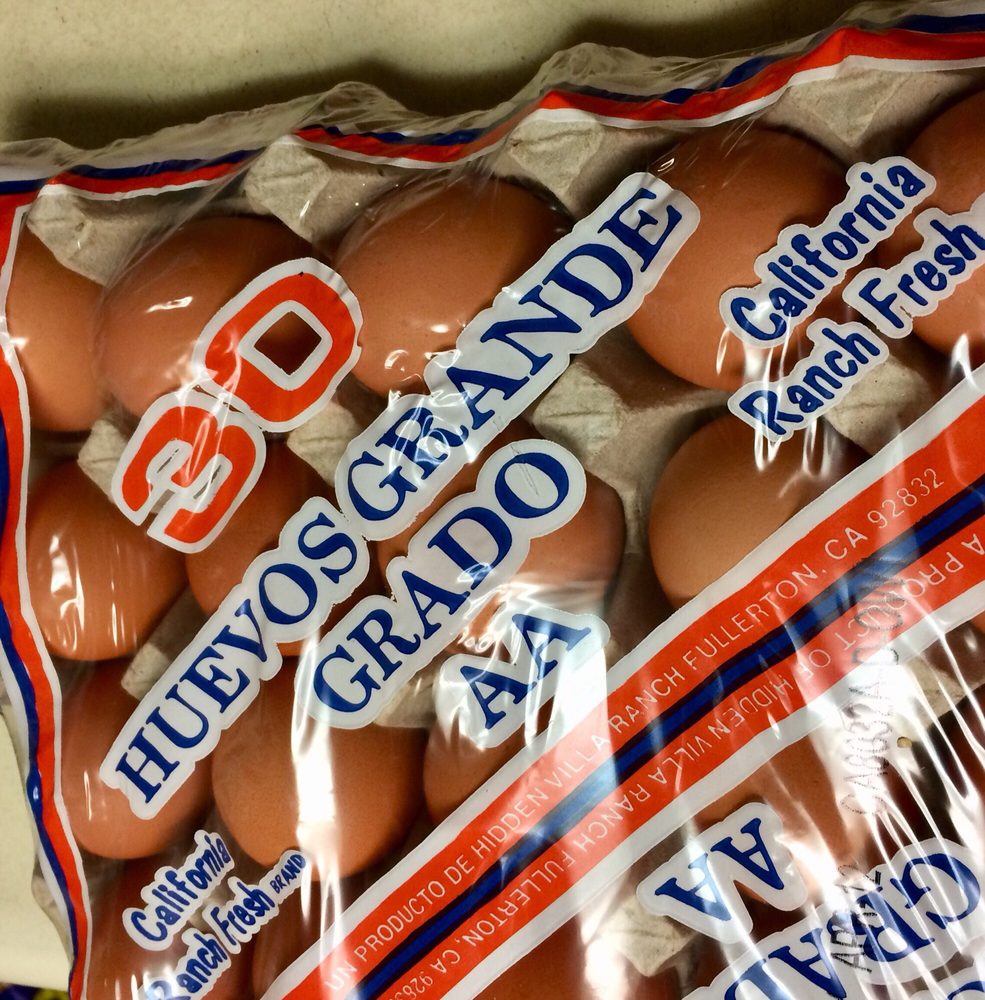 30
HUEVOS GRANDE
GRADO
AA
California
Ranch Fresh
California
Ranch Fresh BRAND
UN PRODUCTO DE HIDDEN VILLA RANCH FULLERTON, CA 92832
A PRODUCT OF HIDDEN VILLA RANCH FULLERTON, CA
AA